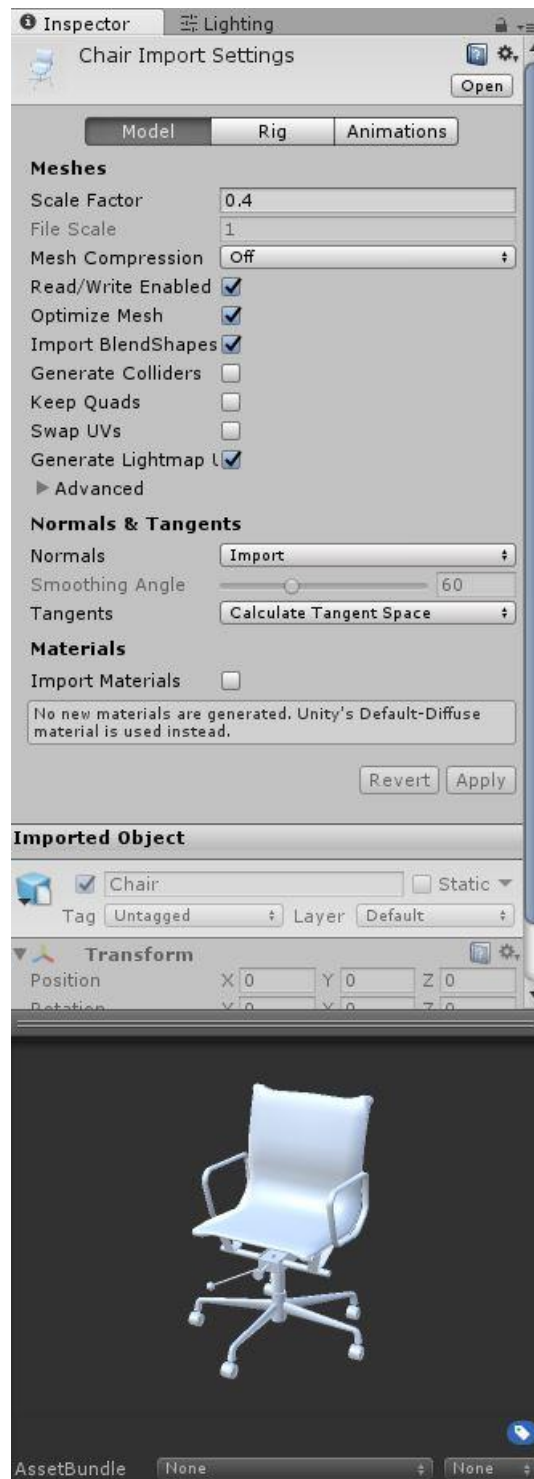 Inspector Lighting
Chair Import Settings
Open
Model Rig Animations
Meshes
Scale Factor 0.4
File Scale 1
Mesh Compression Off
Read/Write Enabled
Optimize Mesh
Import BlendShapes
Generate Colliders
Keep Quads
Swap UVs
Generate Lightmap U
Advanced
Normals & Tangents
Normals Import
Smoothing Angle 60
Tangents Calculate Tangent Space
Materials
Import Materials
No new materials are generated. Unity's Default-Diffuse
material is used instead.
Revert Apply
Imported Object
Chair Static
Tag Untagged Layer Default
Transform
Position X 0 Y 0 Z 0
Rotation X 0 Y 0 Z 0
AssetBundle None None